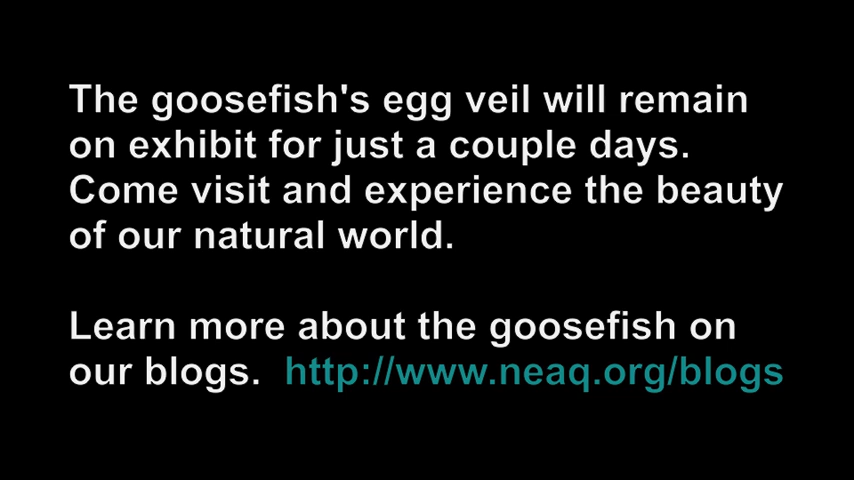 The goosefish's egg veil will remain
on exhibit for just a couple days.
Come visit and experience the beauty
of our natural world.
Learn more about the goosefish on
our blogs. http://www.neaq.org/blogs